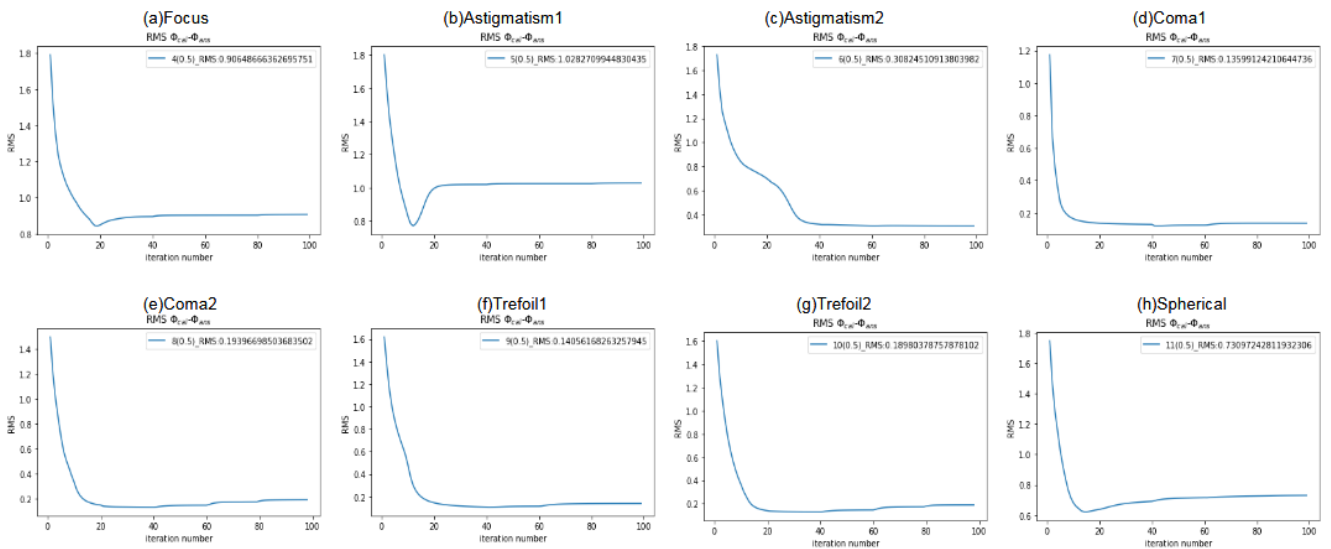 (a)Focus
RMS Φcal-Φans
4(0.5)_RMS:0.90648666362695751
1.8
1.6
1.4
1.2
1.0
0.8
RMS
0 20 40 60 80 100
iteration number
(b)Astigmatism1
RMS Φcal-Φans
5(0.5)_RMS:1.0282709944830435
1.8
1.6
1.4
1.2
1.0
0.8
RMS
0 20 40 60 80 100
iteration number
(c)Astigmatism2
RMS Φcal-Φans
6(0.5)_RMS:0.30824510913803982
1.8
1.6
1.4
1.2
1.0
0.8
0.6
0.4
RMS
0 20 40 60 80 100
iteration number
(d)Coma1
RMS Φcal-Φans
7(0.5)_RMS:0.13599124210644736
1.2
1.0
0.8
0.6
0.4
0.2
RMS
0 20 40 60 80 100
iteration number
(e)Coma2
RMS Φcal-Φans
8(0.5)_RMS:0.19396698503683502
1.4
1.2
1.0
0.8
0.6
0.4
0.2
RMS
0 20 40 60 80 100
iteration number
(f)Trefoil1
RMS Φcal-Φans
9(0.5)_RMS:0.14056168263257945
1.6
1.4
1.2
1.0
0.8
0.6
0.4
0.2
RMS
0 20 40 60 80 100
iteration number
(g)Trefoil2
RMS Φcal-Φans
10(0.5)_RMS:0.18980378757878102
1.6
1.4
1.2
1.0
0.8
0.6
0.4
0.2
RMS
0 20 40 60 80 100
iteration number
(h)Spherical
RMS Φcal-Φans
11(0.5)_RMS:0.73097242811932306
1.8
1.6
1.4
1.2
1.0
0.8
0.6
RMS
0 20 40 60 80 100
iteration number